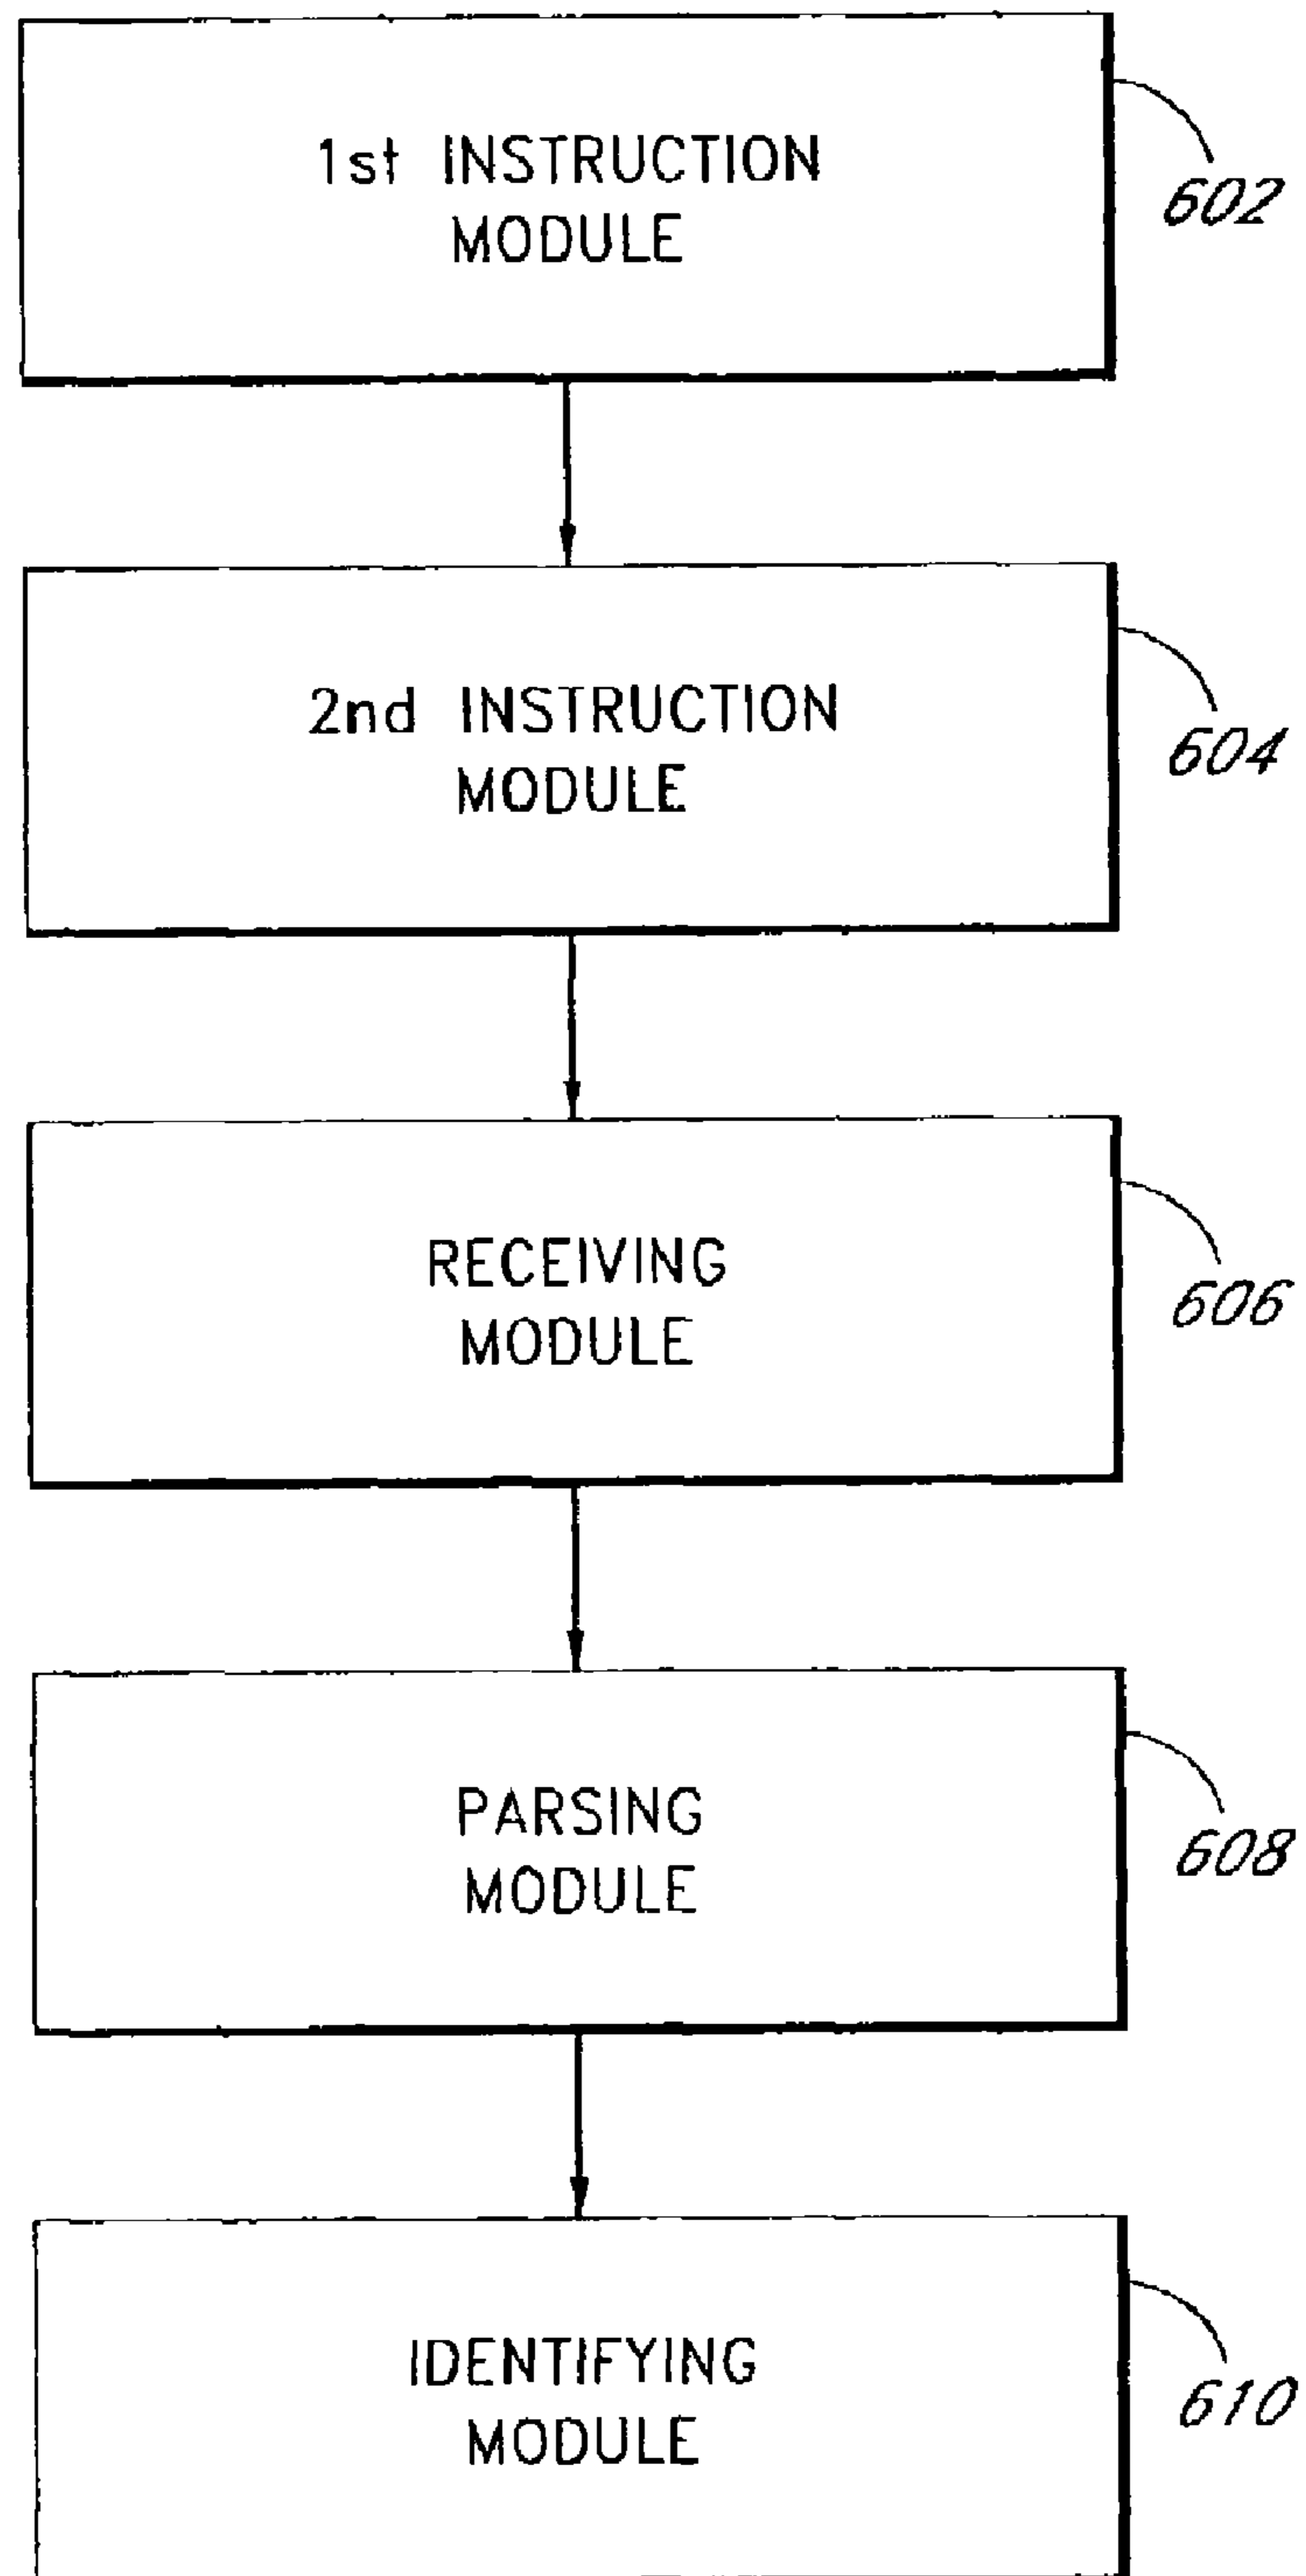 1st INSTRUCTION
MODULE
602
2nd INSTRUCTION
MODULE
604
RECEIVING
MODULE
606
PARSING
MODULE
608
IDENTIFYING
MODULE
610